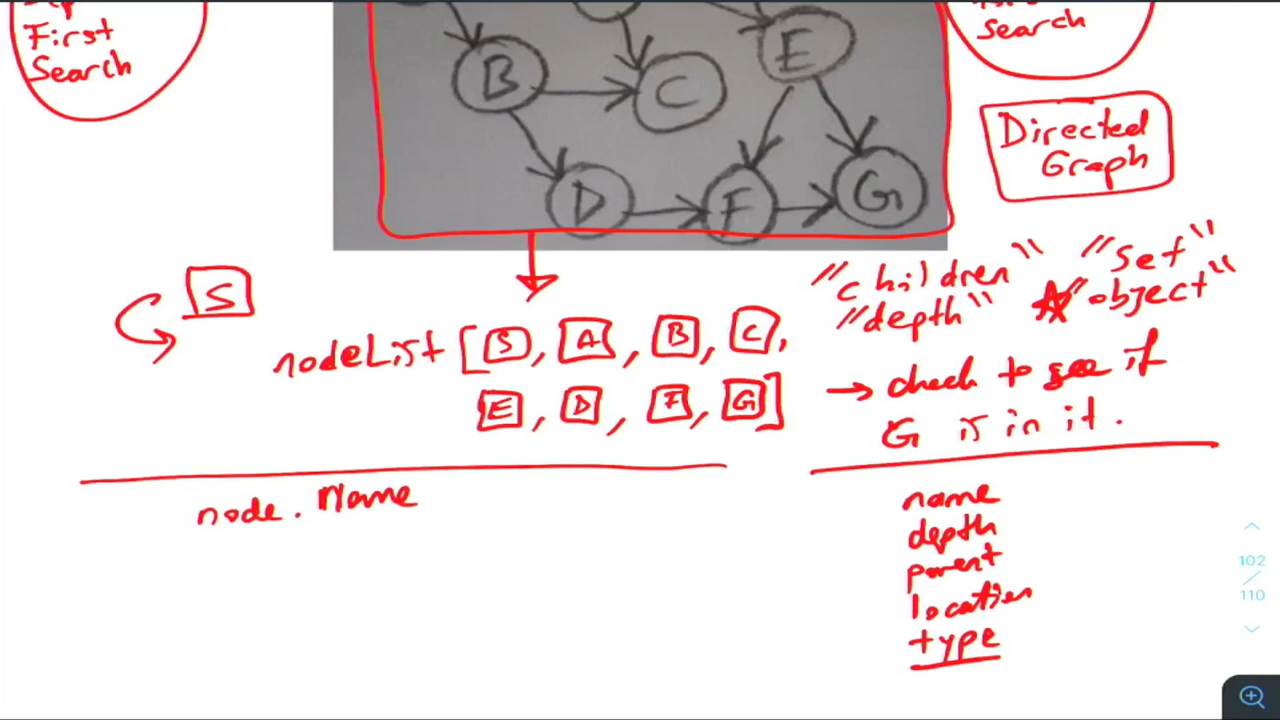 First
Search
Search
B
C
E
D
F
G
Directed
Graph
S
"children" "set"
"depth" "object"
nodeList [S, A, B, C,
E, D, F, G]
→ check to see if
G is in it.
node.Name
name
depth
parent
location
type
102
/
110